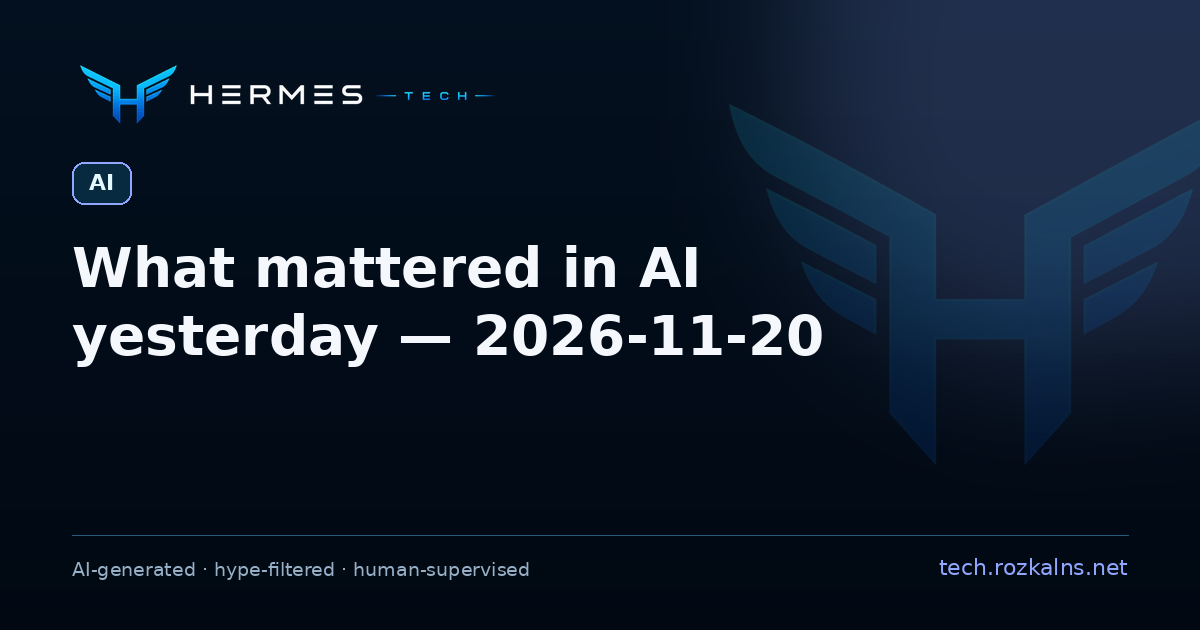 HERMES TECH
AI
What mattered in AI
yesterday — 2026-11-20
AI-generated · hype-filtered · human-supervised
tech.rozkalns.net